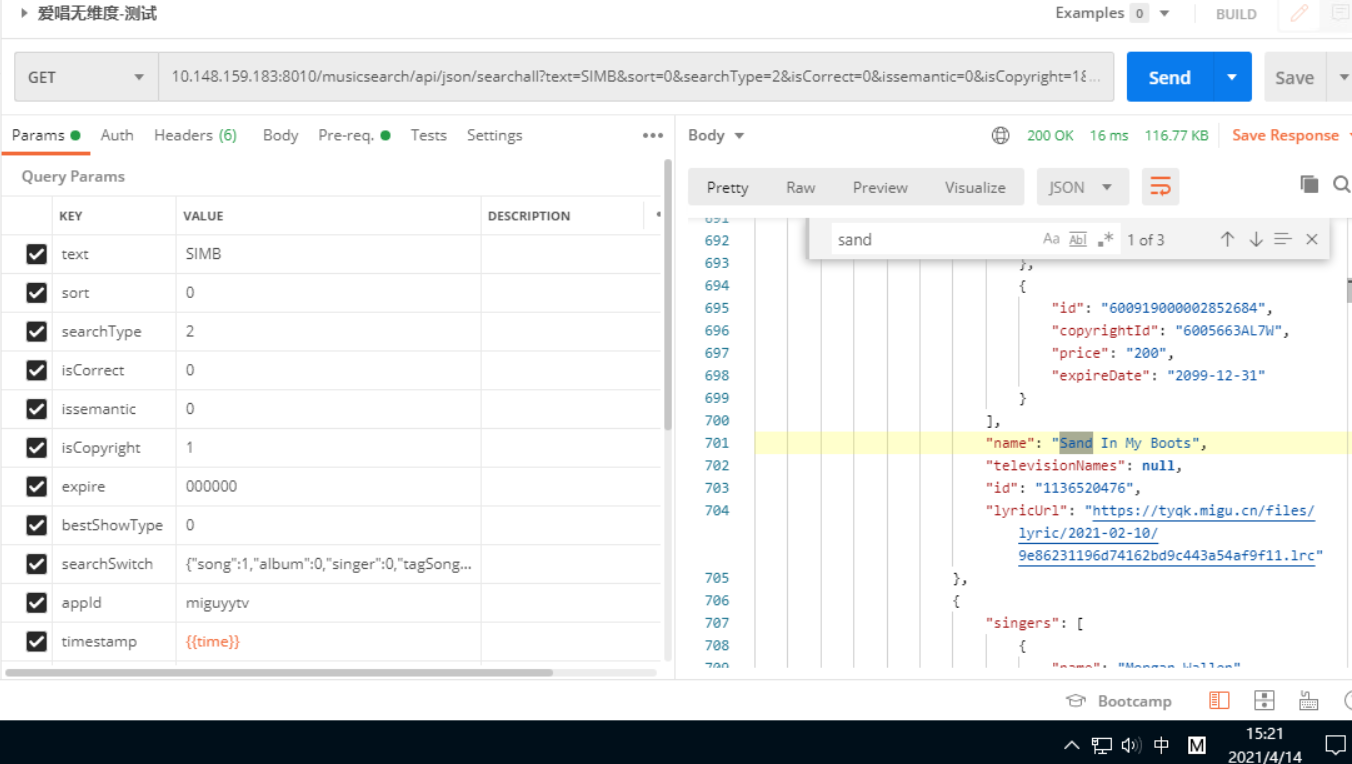 爱唱无维度-测试
Examples 0 BUILD
GET 10.148.159.183:8010/musicsearch/api/json/searchall?text=SIMB&sort=0&searchType=2&isCorrect=0&issemantic=0&isCopyright=1&... Send Save
Params Auth Headers (6) Body Pre-req. Tests Settings
Body 200 OK 16 ms 116.77 KB Save Response
Query Params
Pretty Raw Preview Visualize JSON
KEY VALUE DESCRIPTION
text SIMB
sort 0
searchType 2
isCorrect 0
issemantic 0
isCopyright 1
expire 000000
bestShowType 0
searchSwitch {"song":1,"album":0,"singer":0,"tagSong...
appId miguyytv
timestamp {{time}}
sand Aa Abl .* 1 of 3
691
692
693 },
694 {
695 "id": "600919000002852684",
696 "copyrightId": "6005663AL7W",
697 "price": "200",
698 "expireDate": "2099-12-31"
699 }
700 ],
701 "name": "Sand In My Boots",
702 "televisionNames": null,
703 "id": "1136520476",
704 "lyricUrl": "https://tyqk.migu.cn/files/
lyric/2021-02-10/
9e86231196d74162bd9c443a54af9f11.lrc"
705 },
706 {
707 "singers": [
708 {
709 "name": "Morgan Wallen"
Bootcamp
中 M 15:21
2021/4/14